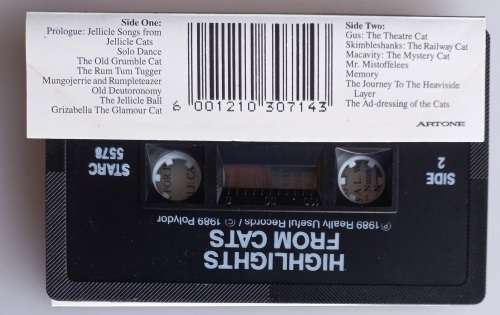 Side One:
Prologue: Jellicle Songs from
Jellicle Cats
Solo Dance
The Old Grumble Cat
The Rum Tum Tugger
Mungojerrie and Rumpleteazer
Old Deutoronomy
The Jellicle Ball
Grizabella The Glamour Cat
6 001210 307143
Side Two:
Gus: The Theatre Cat
Skimbleshanks: The Railway Cat
Macavity: The Mystery Cat
Mr. Mistoffelees
Memory
The Journey To The Heaviside
Layer
The Ad-dressing of the Cats
ARTONE
HIGHLIGHTS
FROM CATS
℗ 1989 Really Useful Records / © 1989 Polydor
SIDE
2
STARC
5578
100 50 0